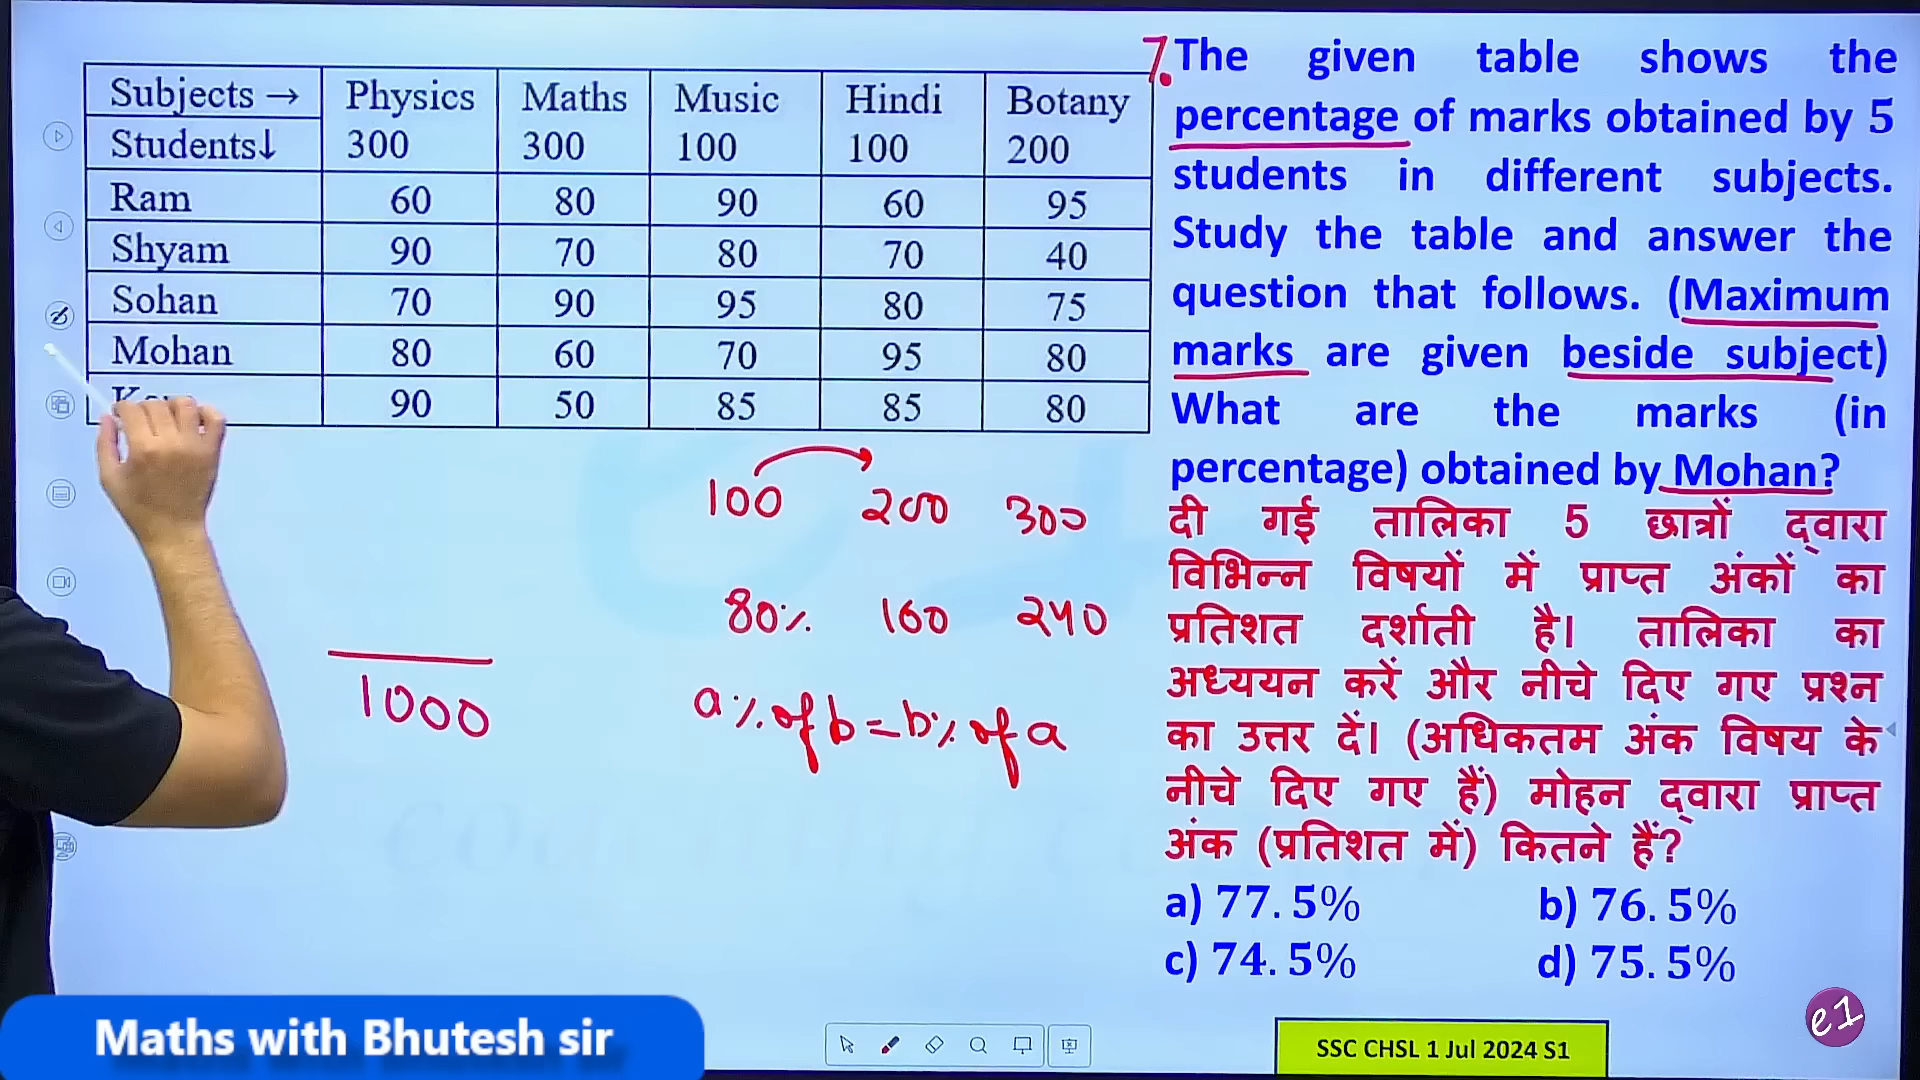 Subjects → Physics Maths Music Hindi Botany
Students↓ 300 300 100 100 200
Ram 60 80 90 60 95
Shyam 90 70 80 70 40
Sohan 70 90 95 80 75
Mohan 80 60 70 95 80
90 50 85 85 80
100 200 300
80% 160 240
1000
a% of b = b% of a
7. The given table shows the
percentage of marks obtained by 5
students in different subjects.
Study the table and answer the
question that follows. (Maximum
marks are given beside subject)
What are the marks (in
percentage) obtained by Mohan?
दी गई तालिका 5 छात्रों द्वारा
विभिन्न विषयों में प्राप्त अंकों का
प्रतिशत दर्शाती है। तालिका का
अध्ययन करें और नीचे दिए गए प्रश्न
का उत्तर दें। (अधिकतम अंक विषय के
नीचे दिए गए हैं) मोहन द्वारा प्राप्त
अंक (प्रतिशत में) कितने हैं?
a) 77.5% b) 76.5%
c) 74.5% d) 75.5%
e1
Maths with Bhutesh sir
SSC CHSL 1 Jul 2024 S1